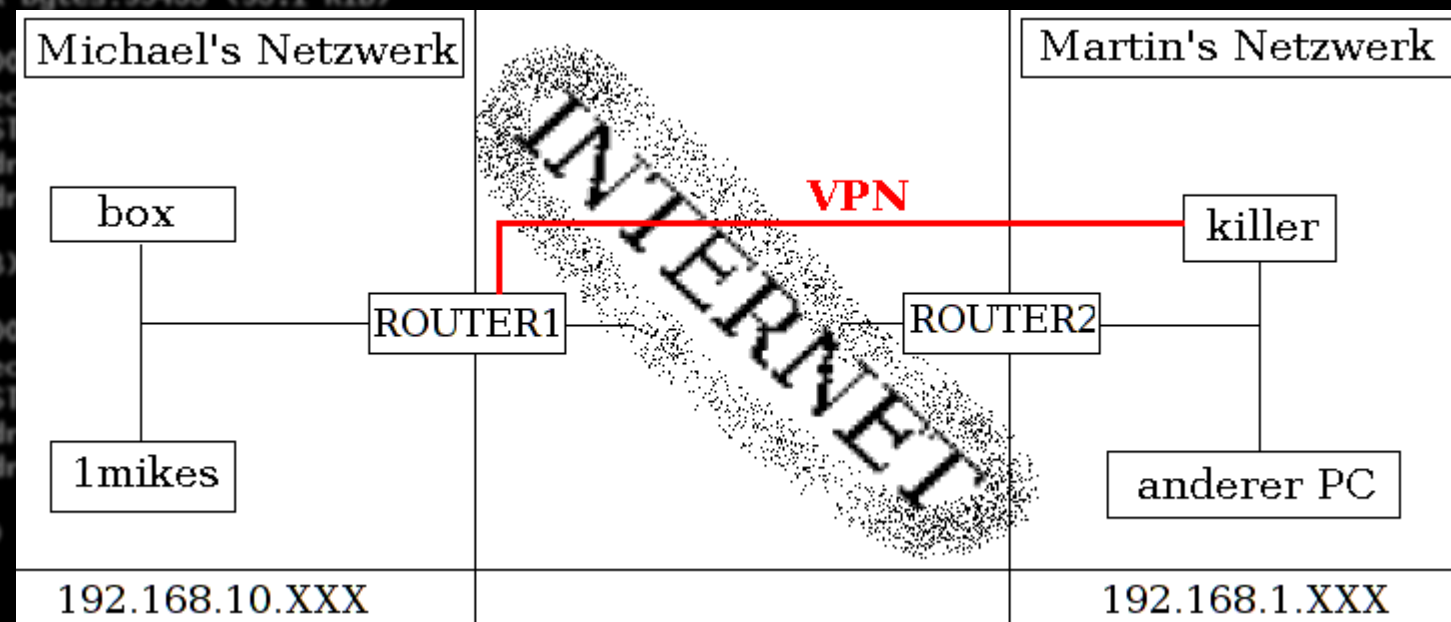 Michael's Netzwerk
Martin's Netzwerk
INTERNET
VPN
box
killer
ROUTER1
ROUTER2
1mikes
anderer PC
192.168.10.XXX
192.168.1.XXX